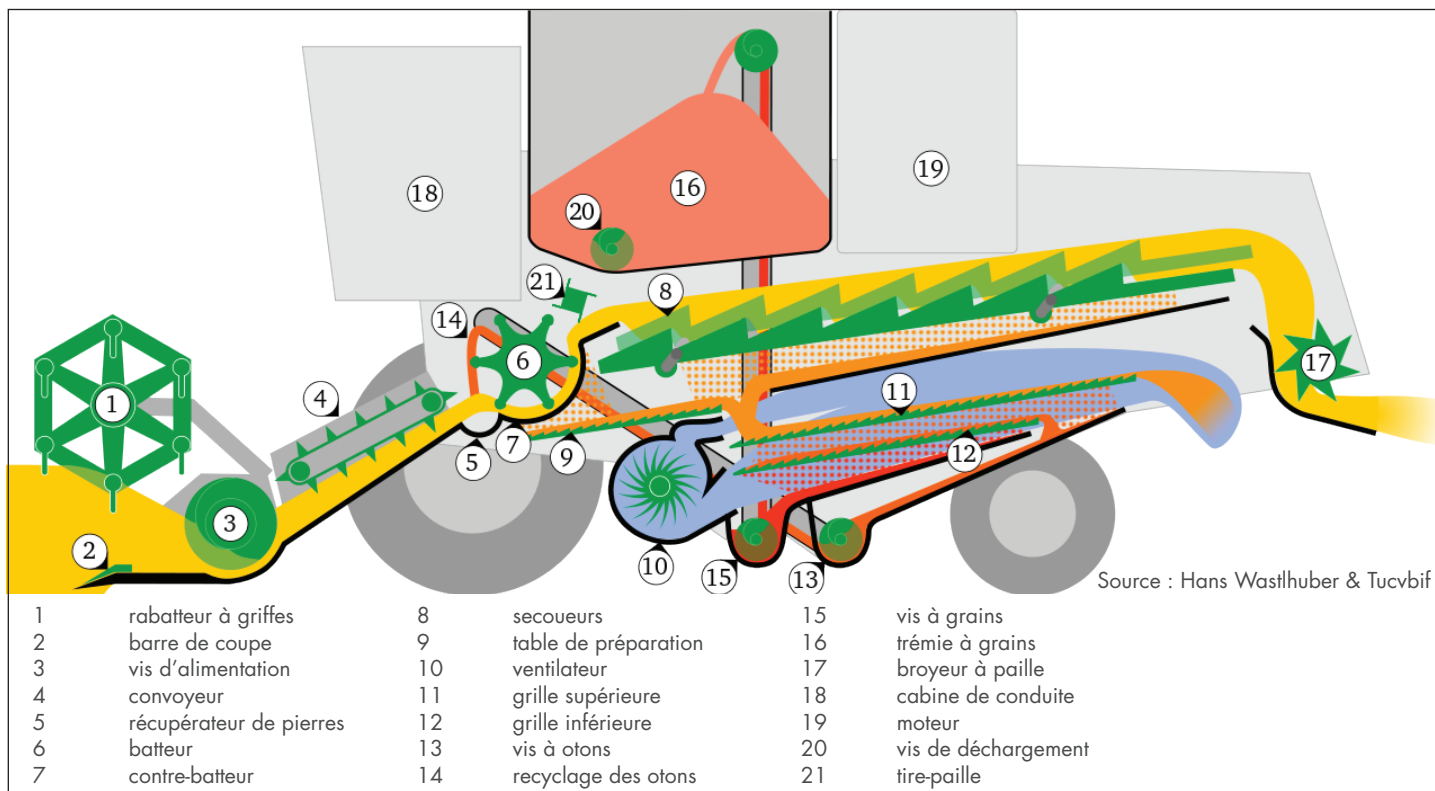 16
19
18
20
21
8
14
6
17
1
4
11
7
5
9
12
3
2
10
15
13
Source : Hans Wastlhuber & Tucvbif
1 rabatteur à griffes 8 secoueurs 15 vis à grains
2 barre de coupe 9 table de préparation 16 trémie à grains
3 vis d’alimentation 10 ventilateur 17 broyeur à paille
4 convoyeur 11 grille supérieure 18 cabine de conduite
5 récupérateur de pierres 12 grille inférieure 19 moteur
6 batteur 13 vis à otons 20 vis de déchargement
7 contre-batteur 14 recyclage des otons 21 tire-paille